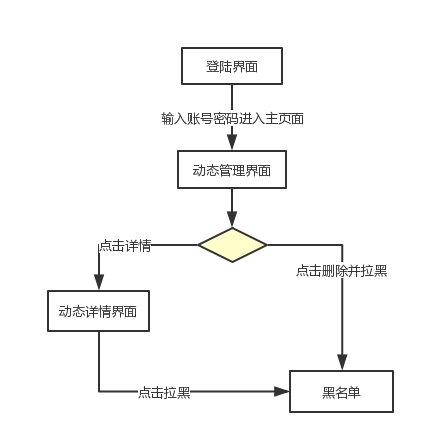 登陆界面
输入账号密码进入主页面
动态管理界面
点击详情
点击删除并拉黑
动态详情界面
点击拉黑
黑名单